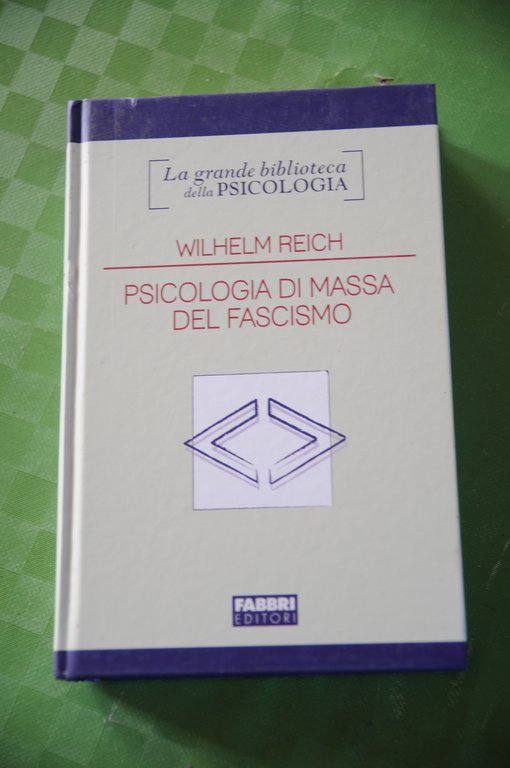 La grande biblioteca
della PSICOLOGIA
WILHELM REICH
PSICOLOGIA DI MASSA
DEL FASCISMO
FABBRI
EDITORI